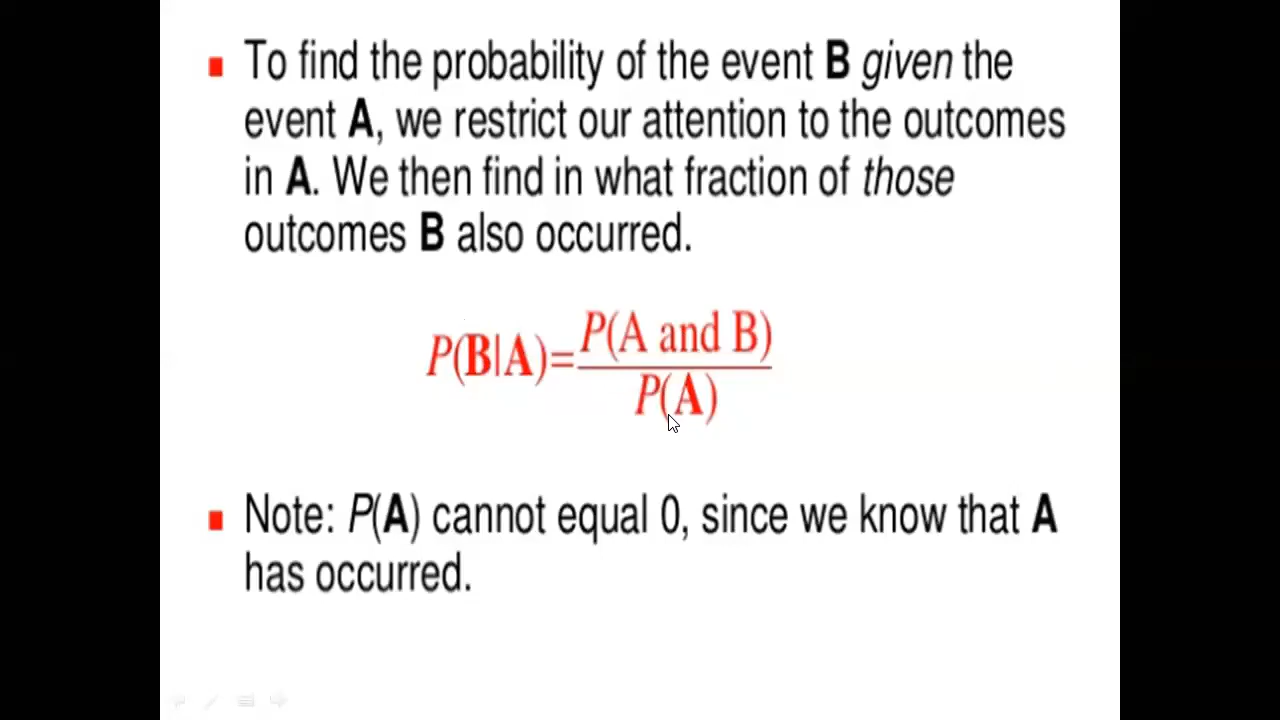 To find the probability of the event B given the
event A, we restrict our attention to the outcomes
in A. We then find in what fraction of those
outcomes B also occurred.
P(B|A)=P(A and B)
P(A)
Note: P(A) cannot equal 0, since we know that A
has occurred.